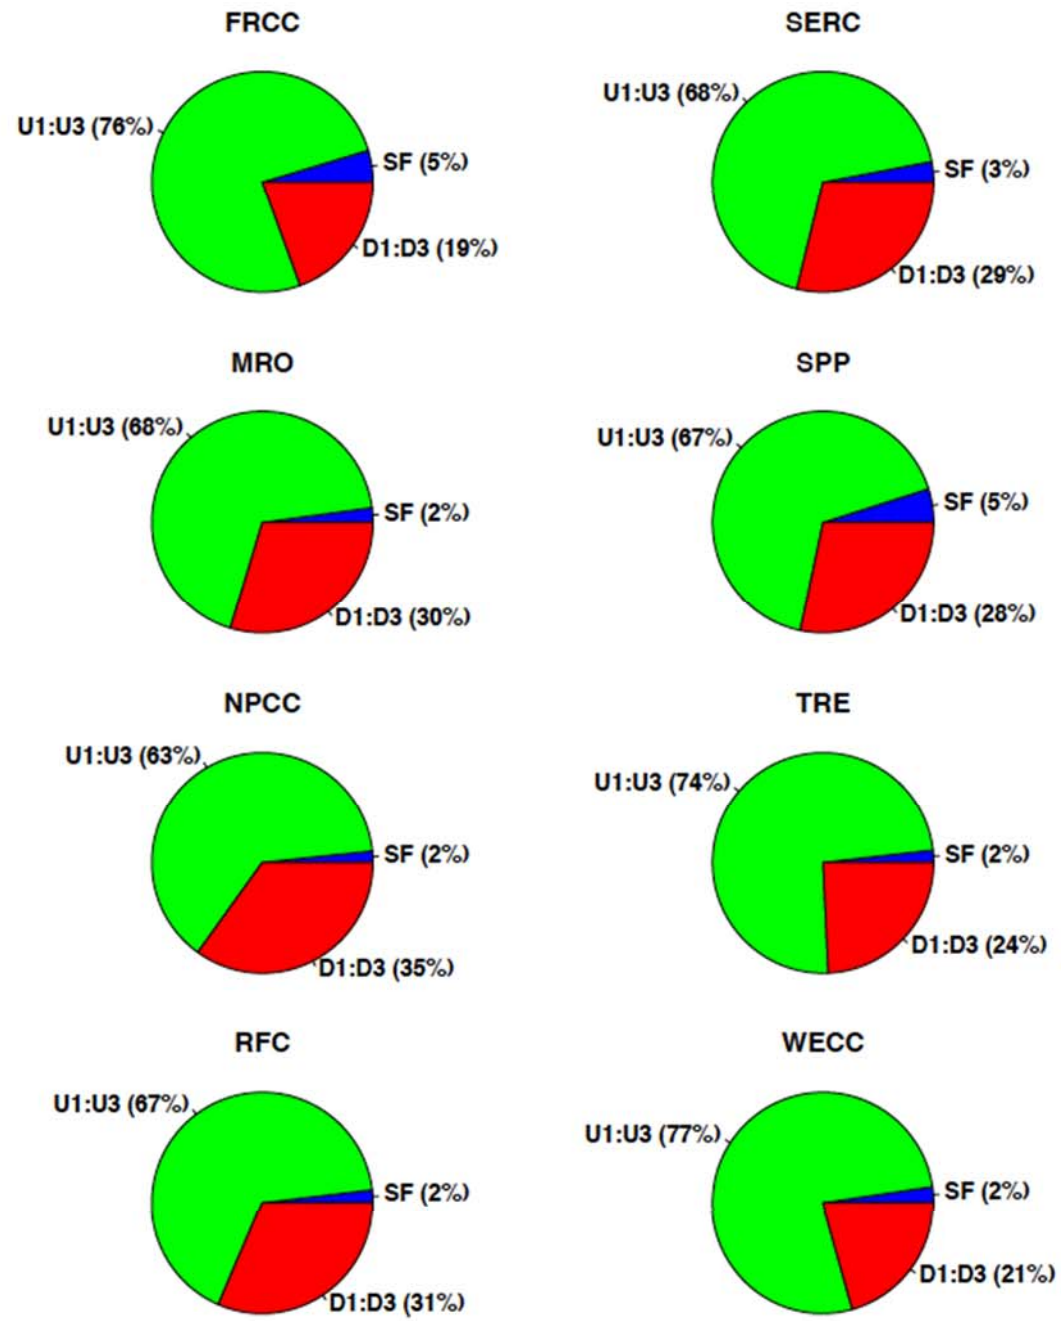 FRCC
U1:U3 (76%)
SF (5%)
D1:D3 (19%)
SERC
U1:U3 (68%)
SF (3%)
D1:D3 (29%)
MRO
U1:U3 (68%)
SF (2%)
D1:D3 (30%)
SPP
U1:U3 (67%)
SF (5%)
D1:D3 (28%)
NPCC
U1:U3 (63%)
SF (2%)
D1:D3 (35%)
TRE
U1:U3 (74%)
SF (2%)
D1:D3 (24%)
RFC
U1:U3 (67%)
SF (2%)
D1:D3 (31%)
WECC
U1:U3 (77%)
SF (2%)
D1:D3 (21%)